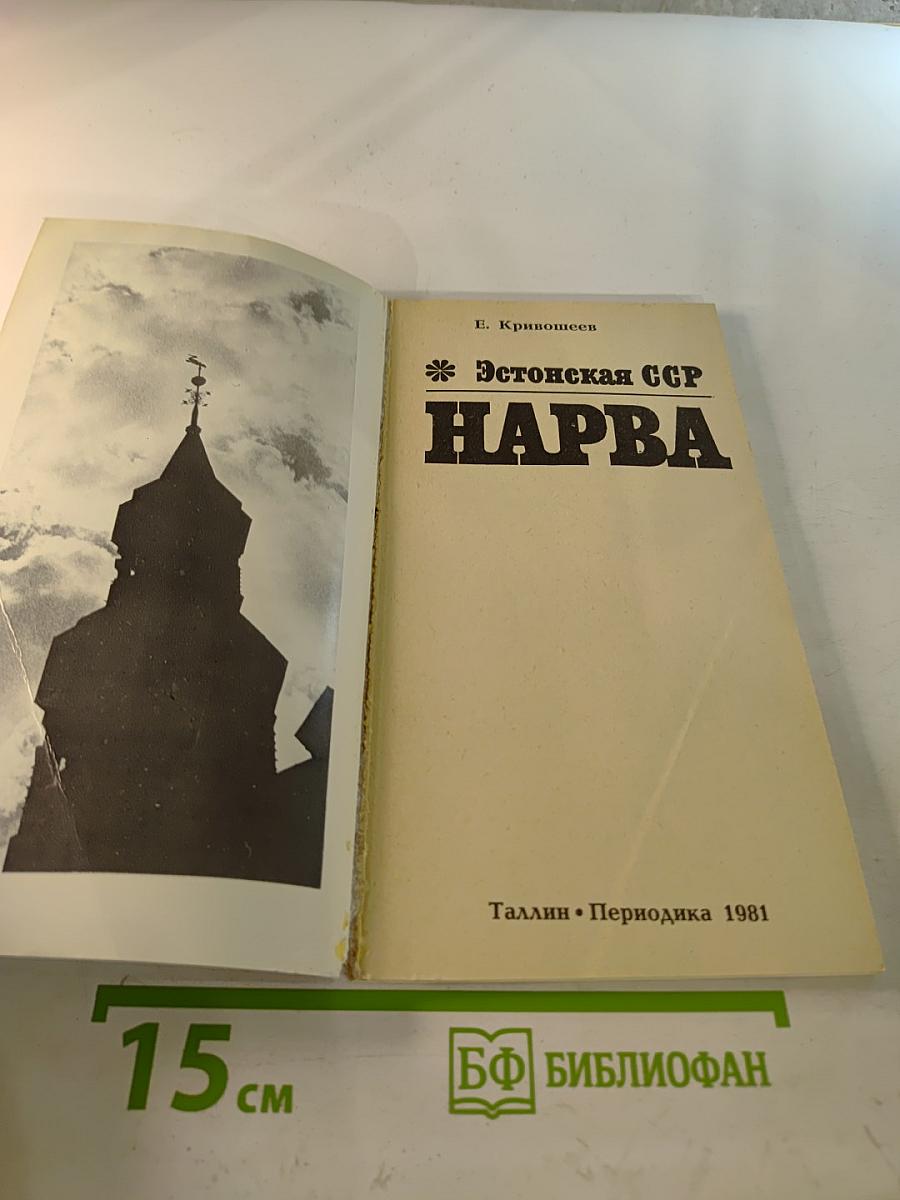 Е. Кривошеев
* Эстонская ССР
НАРВА
Таллин • Периодика 1981
15 см
БФ БИБЛИОФАН